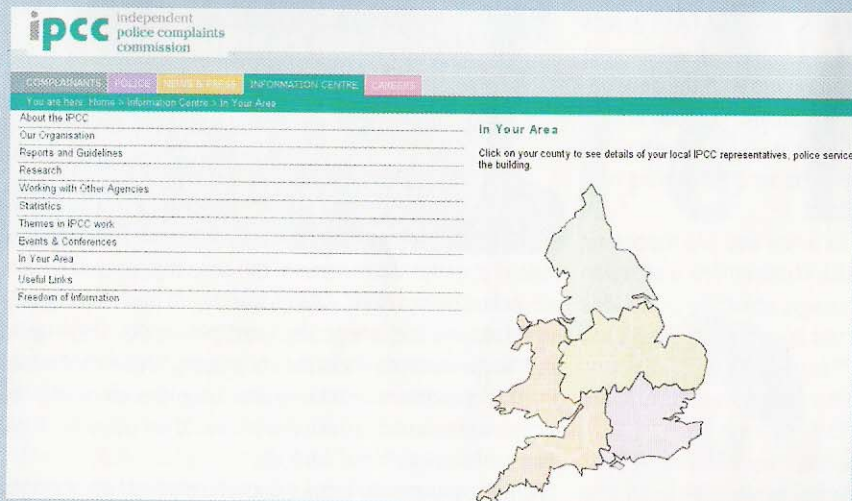 ipcc
independent
police complaints
commission
COMPLAINANTS POLICE NEWS & PRESS INFORMATION CENTRE CAREERS
You are here: Home > Information Centre > In Your Area
About the IPCC
Our Organisation
Reports and Guidelines
Research
Working with Other Agencies
Statistics
Themes in IPCC work
Events & Conferences
In Your Area
Useful Links
Freedom of Information
In Your Area
Click on your county to see details of your local IPCC representatives, police service
the building.